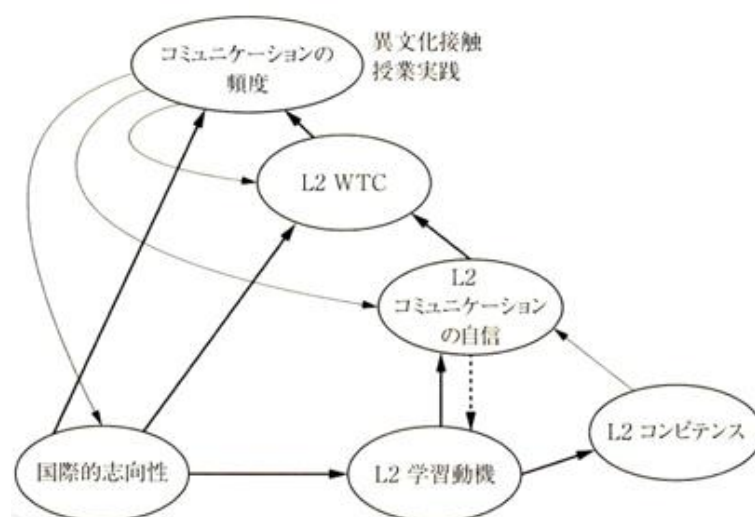 コミュニケーションの
頻度
異文化接触
授業実践
L2 WTC
L2
コミュニケーション
の自信
L2 コンピテンス
国際的志向性
L2 学習動機